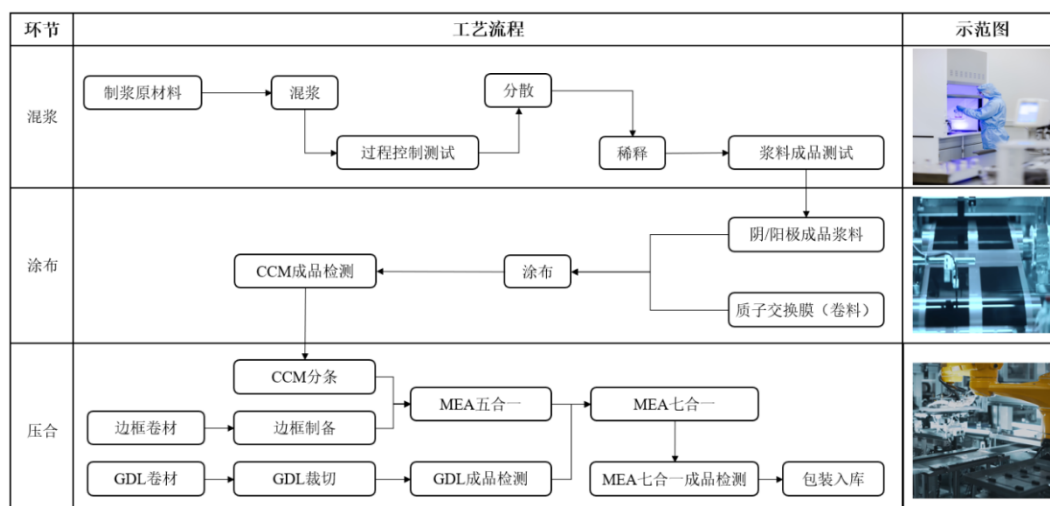 环节
工艺流程
示范图
混浆
制浆原材料
混浆
过程控制测试
分散
稀释
浆料成品测试
涂布
阴/阳极成品浆料
质子交换膜（卷料）
涂布
CCM成品检测
压合
CCM分条
边框卷材
边框制备
MEA五合一
MEA七合一
GDL卷材
GDL裁切
GDL成品检测
MEA七合一成品检测
包装入库